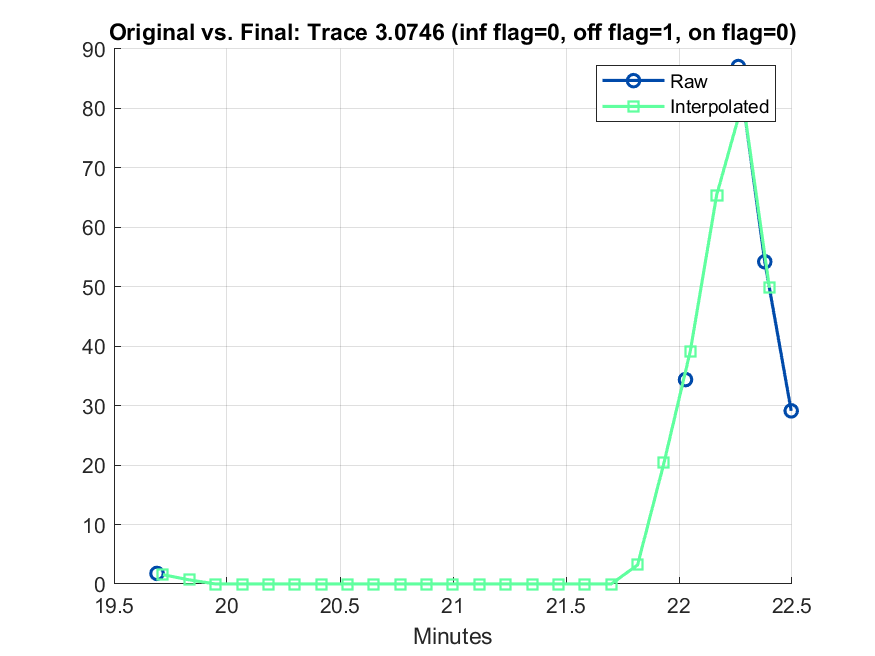 Original vs. Final: Trace 3.0746 (inf flag=0, off flag=1, on flag=0)
90
80
70
60
50
40
30
20
10
0
Raw
Interpolated
19.5 20 20.5 21 21.5 22 22.5
Minutes